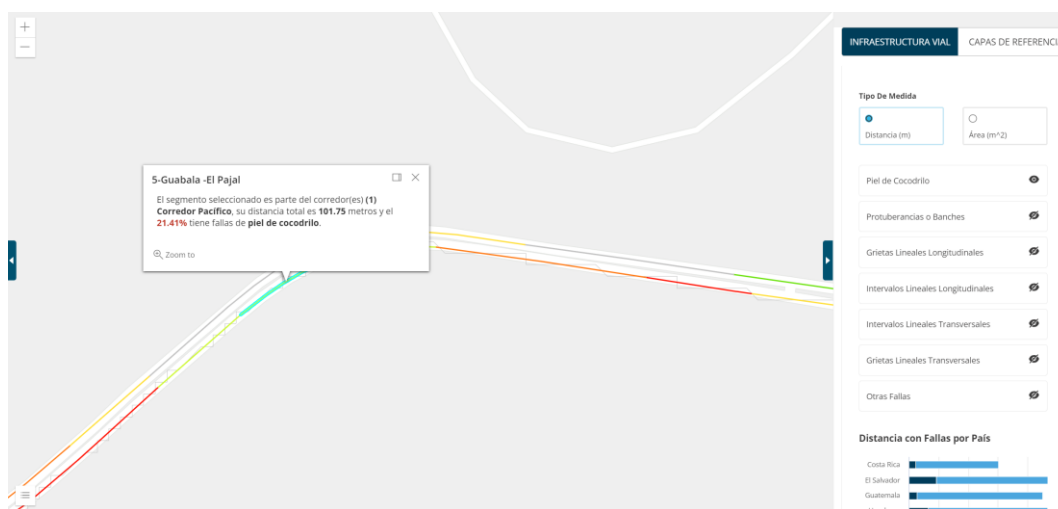 +
−
INFRAESTRUCTURA VIAL
CAPAS DE REFERENCI
Tipo De Medida
Distancia (m)
Área (m^2)
5-Guabala -El Pajal
El segmento seleccionado es parte del corredor(es) (1)
Corredor Pacífico, su distancia total es 101.75 metros y el
21.41% tiene fallas de piel de cocodrilo.
Zoom to
Piel de Cocodrilo
Protuberancias o Banches
Grietas Lineales Longitudinales
Intervalos Lineales Longitudinales
Intervalos Lineales Transversales
Grietas Lineales Transversales
Otras Fallas
Distancia con Fallas por País
Costa Rica
El Salvador
Guatemala